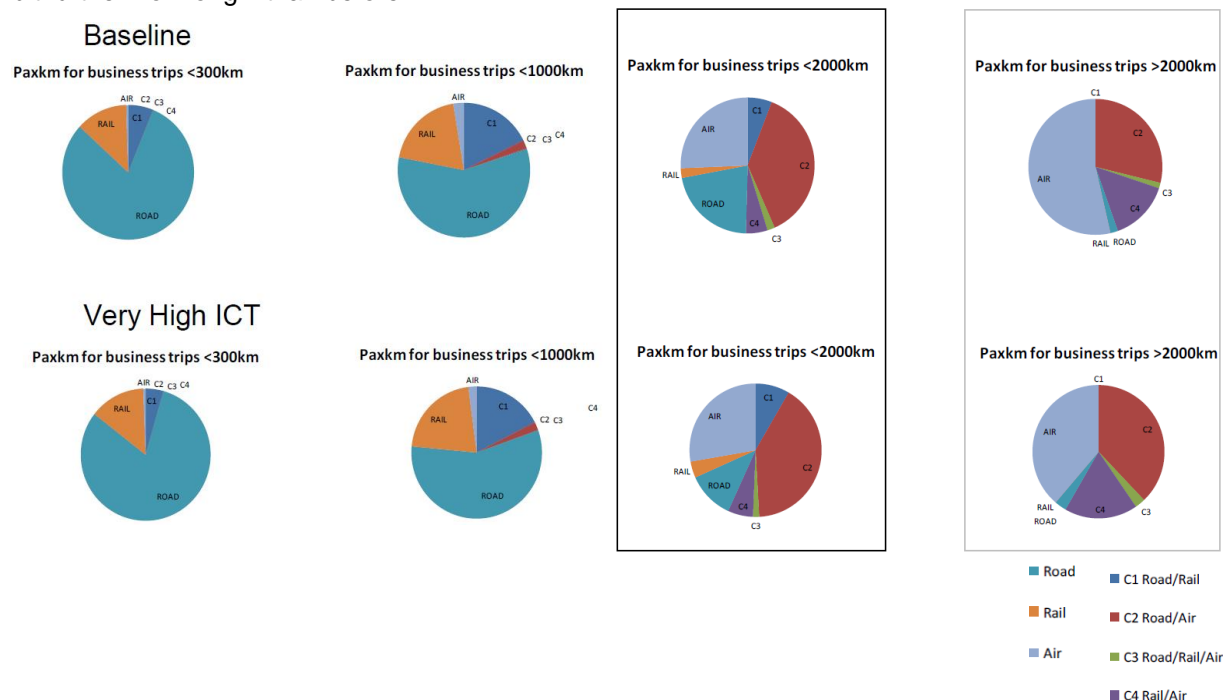 Baseline
Paxkm for business trips <300km
AIR C2 C3 C4
C1
RAIL
ROAD
Paxkm for business trips <1000km
AIR
C1
RAIL
C2 C3 C4
ROAD
Paxkm for business trips <2000km
C1
AIR
C2
RAIL
ROAD
C4
C3
Paxkm for business trips >2000km
C1
C2
AIR
C3
C4
RAIL ROAD
Very High ICT
Paxkm for business trips <300km
AIR C2 C3 C4
C1
RAIL
ROAD
Paxkm for business trips <1000km
AIR
C1
C4
RAIL
C2 C3
ROAD
Paxkm for business trips <2000km
C1
AIR
C2
RAIL
ROAD
C4
C3
Paxkm for business trips >2000km
C1
C2
AIR
RAIL
C3
C4
ROAD
Road
C1 Road/Rail
Rail
C2 Road/Air
Air
C3 Road/Rail/Air
C4 Rail/Air